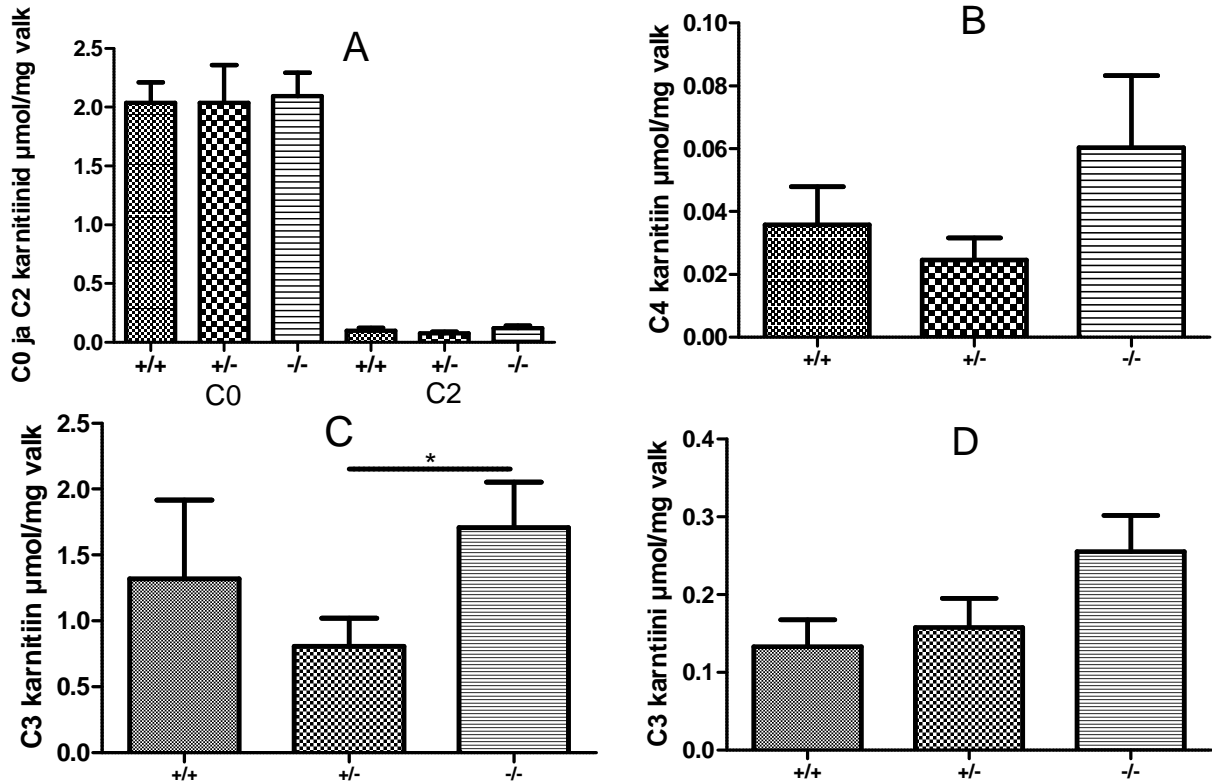 A
C0 ja C2 karnitiinid µmol/mg valk
2.5
2.0
1.5
1.0
0.5
0.0
+/+ +/- -/- +/+ +/- -/-
C0 C2
B
C4 karnitiin µmol/mg valk
0.10
0.08
0.06
0.04
0.02
0.00
+/+ +/- -/-
C
C3 karnitiin µmol/mg valk
2.5
2.0
1.5
1.0
0.5
0.0
*
+/+ +/- -/-
D
C3 karntiini µmol/mg valk
0.4
0.3
0.2
0.1
0.0
+/+ +/- -/-